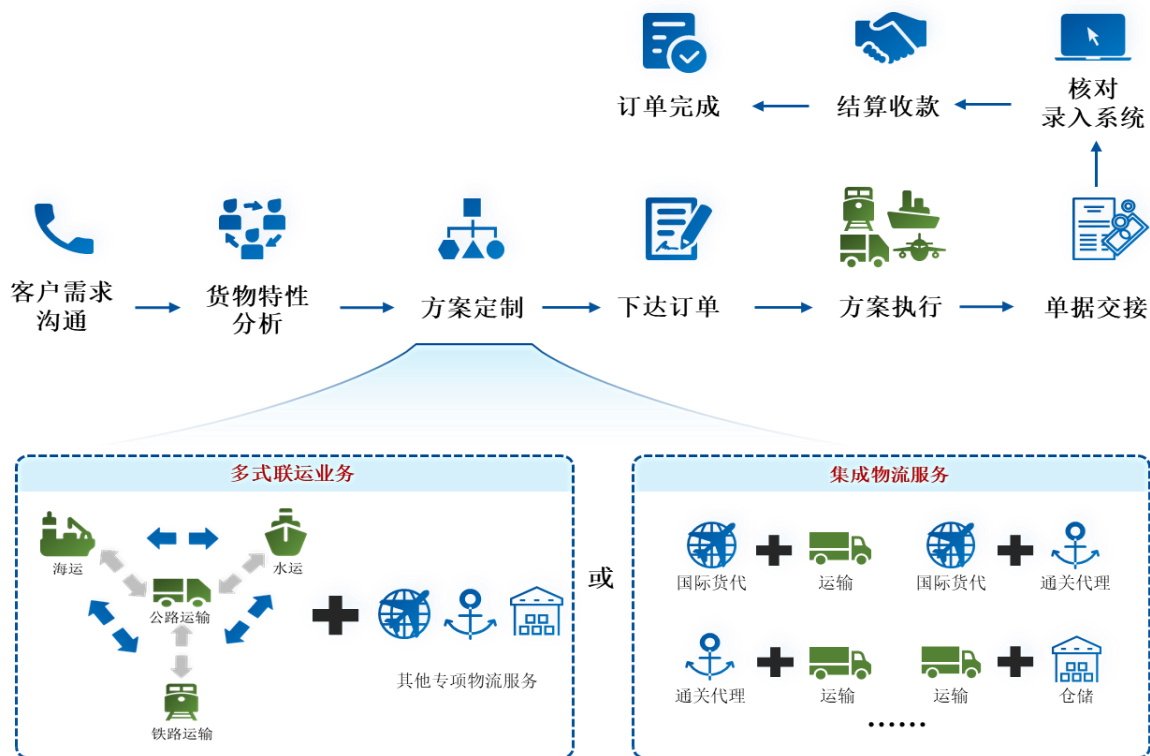 订单完成
结算收款
核对
录入系统
客户需求
沟通
货物特性
分析
方案定制
下达订单
方案执行
单据交接
多式联运业务
海运
水运
公路运输
铁路运输
其他专项物流服务
或
集成物流服务
国际货代
运输
国际货代
通关代理
通关代理
运输
运输
仓储
······